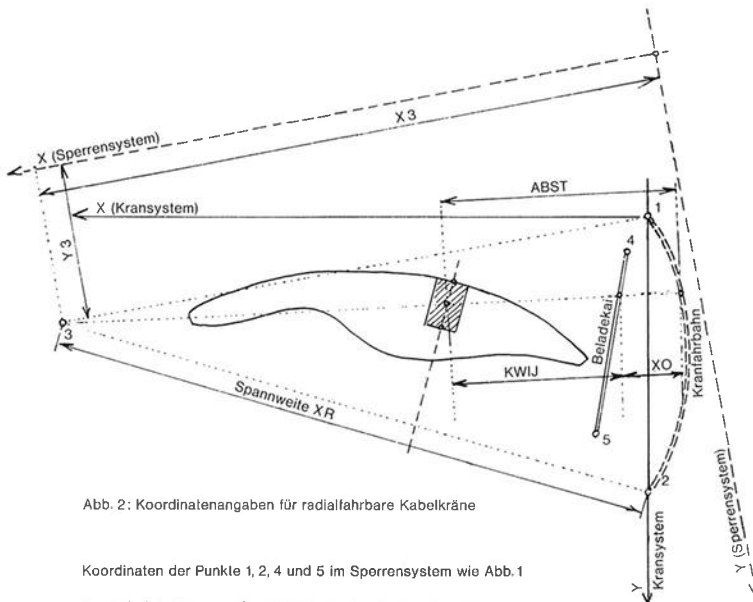 X 3
X (Sperrensystem)
ABST
X (Kransystem)
1
Y 3
4
3
Beladekai
Kranfahrbahn
KWIJ
XO
Spannweite XR
5
2
Abb. 2: Koordinatenangaben für radialfahrbare Kabelkräne
Kransystem
Y
Y (Sperrensystem)
Koordinaten der Punkte 1, 2, 4 und 5 im Sperrensystem wie Abb. 1